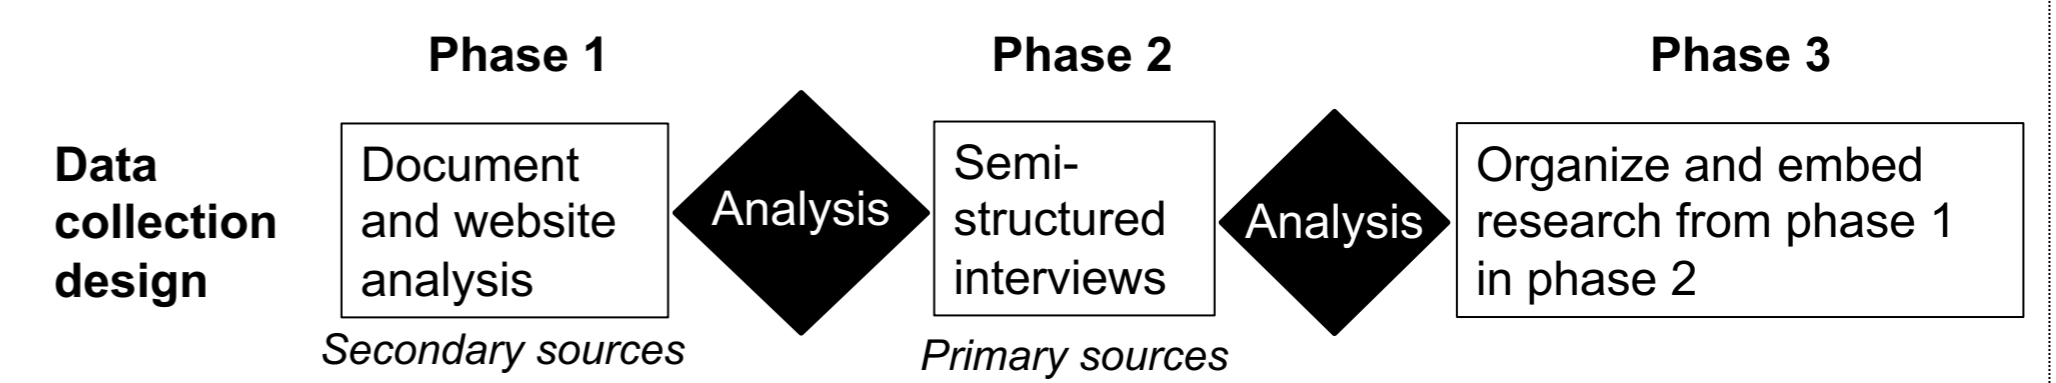 Phase 1
Phase 2
Phase 3
Data
collection
design
Document
and website
analysis
Secondary sources
Analysis
Semi-
structured
interviews
Primary sources
Analysis
Organize and embed
research from phase 1
in phase 2